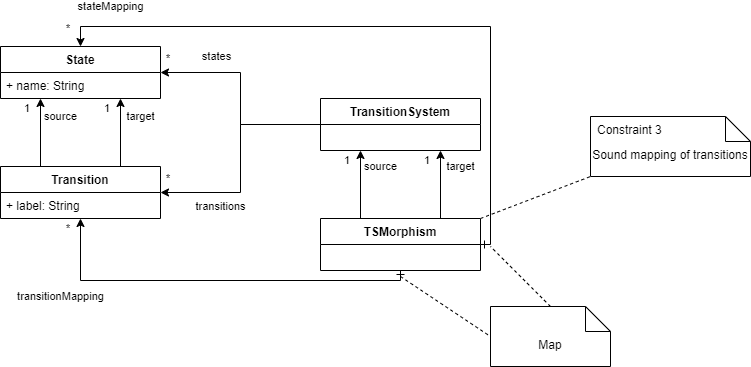 stateMapping
*
State
*
states
+ name: String
1
source
1
target
TransitionSystem
Constraint 3
Sound mapping of transitions
1
source
1
target
Transition
*
+ label: String
transitions
*
TSMorphism
transitionMapping
Map